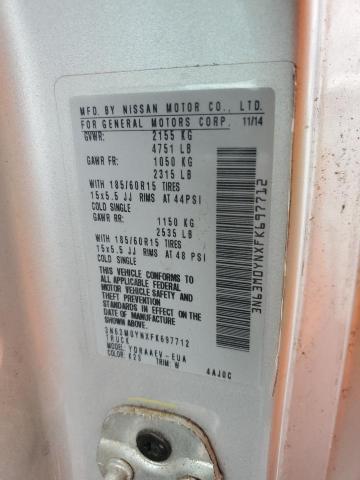 MFD. BY NISSAN MOTOR CO., LTD.
FOR GENERAL MOTORS CORP. 11/14
GVWR: 2155 KG
4751 LB
GAWR FR: 1050 KG
2315 LB
WITH 185/60R15 TIRES
15x5.5 JJ RIMS AT 44PSI
COLD SINGLE
GAWR RR: 1150 KG
2535 LB
WITH 185/60R15 TIRES
15x5.5 JJ RIMS AT 48 PSI
COLD SINGLE
THIS VEHICLE CONFORMS TO
ALL APPLICABLE FEDERAL
MOTOR VEHICLE SAFETY
STANDARDS IN EFFECT ON
THE DATE OF MANUFACTURE
SHOWN ABOVE
3N63M0YNXFK697712
TRUCK
MODEL: YDRAAEV-EUA
COLOR: K23 TRIM: W
4AJ0C
3N63M0YNXFK697712